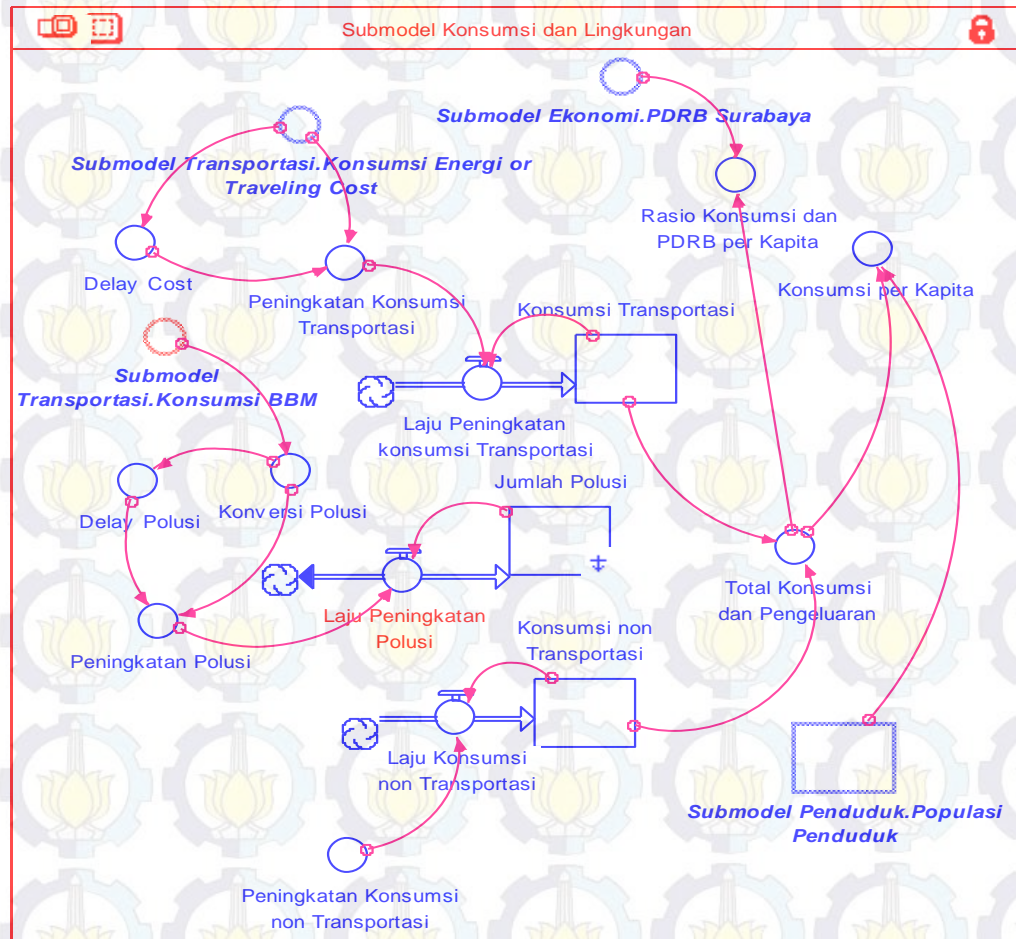 Submodel Konsumsi dan Lingkungan
Submodel Ekonomi.PDRB Surabaya
Submodel Transportasi.Konsumsi Energi or
Traveling Cost
Rasio Konsumsi dan
PDRB per Kapita
Delay Cost
Peningkatan Konsumsi
Transportasi
Konsumsi Transportasi
Konsumsi per Kapita
Submodel
Transportasi.Konsumsi BBM
Laju Peningkatan
konsumsi Transportasi
Jumlah Polusi
Delay Polusi
Konversi Polusi
Total Konsumsi
dan Pengeluaran
Laju Peningkatan
Polusi
Konsumsi non
Transportasi
Peningkatan Polusi
Laju Konsumsi
non Transportasi
Submodel Penduduk.Populasi
Penduduk
Peningkatan Konsumsi
non Transportasi